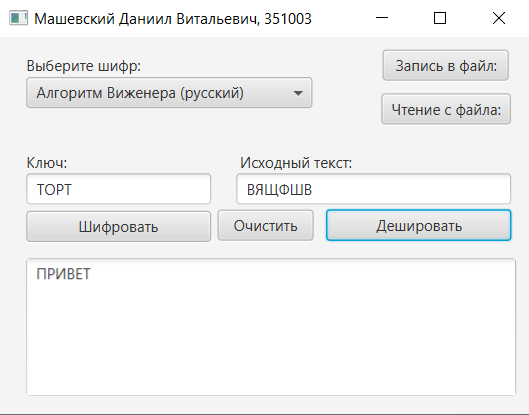 Машевский Даниил Витальевич, 351003
Выберите шифр:
Алгоритм Виженера (русский)
Запись в файл:
Чтение с файла:
Ключ:
Исходный текст:
ТОРТ
ВЯЩФШВ
Шифровать
Очистить
Дешировать
ПРИВЕТ